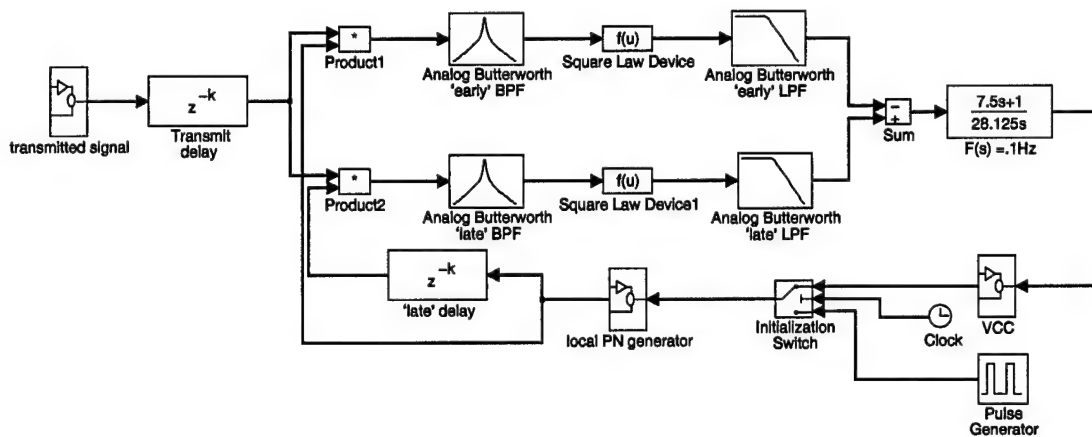 *
Product1
Analog Butterworth
'early' BPF
f(u)
Square Law Device
Analog Butterworth
'early' LPF
transmitted signal
z^-k
Transmit
delay
−
+
Sum
7.5s+1
28.125s
F(s) =.1Hz
*
Product2
Analog Butterworth
'late' BPF
f(u)
Square Law Device1
Analog Butterworth
'late' LPF
z^-k
'late' delay
local PN generator
Initialization
Switch
Clock
VCC
Pulse
Generator